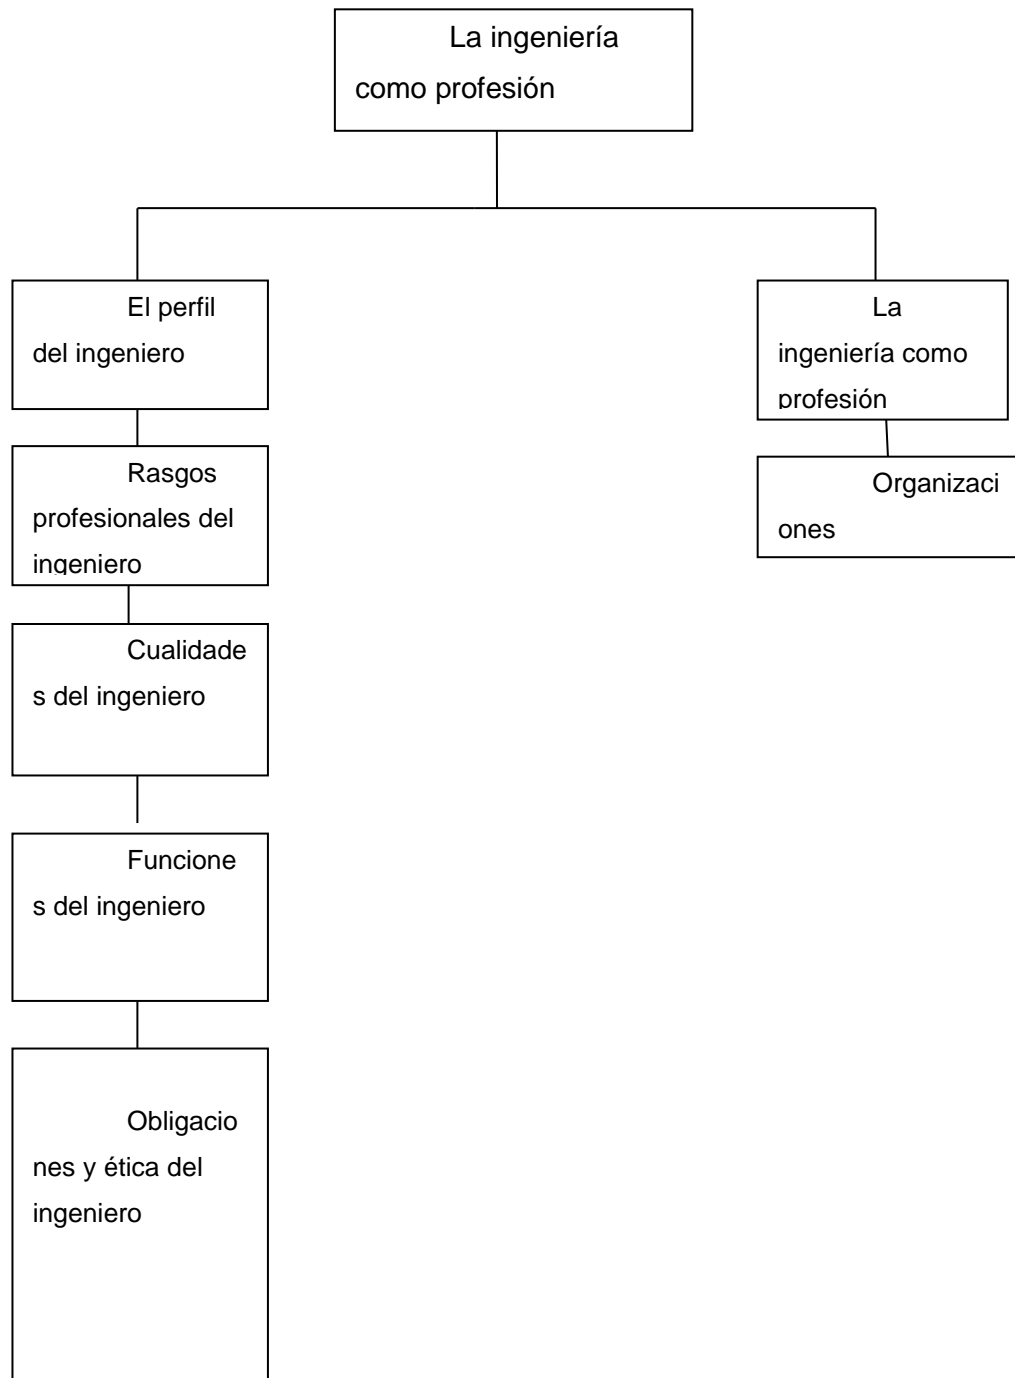 La ingeniería
como profesión
El perfil
del ingeniero
Rasgos
profesionales del
ingeniero
Cualidade
s del ingeniero
Funcione
s del ingeniero
Obligacio
nes y ética del
ingeniero
La
ingeniería como
profesión
Organizaci
ones